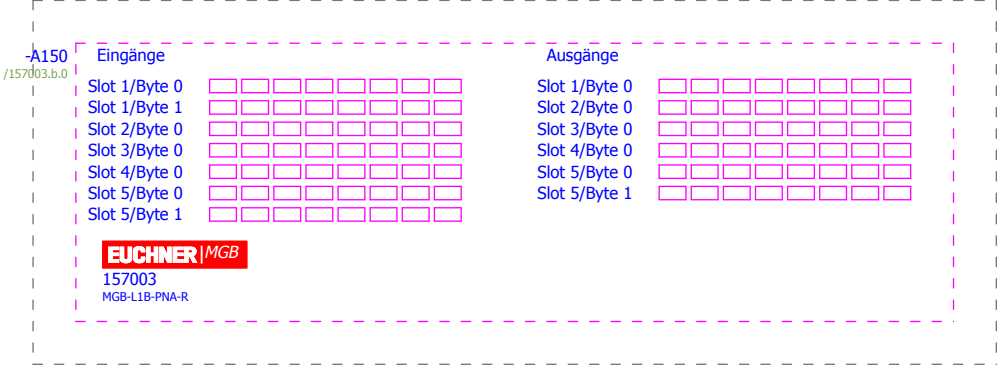 -A150
/157003.b.0
Eingänge
Slot 1/Byte 0
Slot 1/Byte 1
Slot 2/Byte 0
Slot 3/Byte 0
Slot 4/Byte 0
Slot 5/Byte 0
Slot 5/Byte 1
Ausgänge
Slot 1/Byte 0
Slot 2/Byte 0
Slot 3/Byte 0
Slot 4/Byte 0
Slot 5/Byte 0
Slot 5/Byte 1
EUCHNER|MGB
157003
MGB-L1B-PNA-R